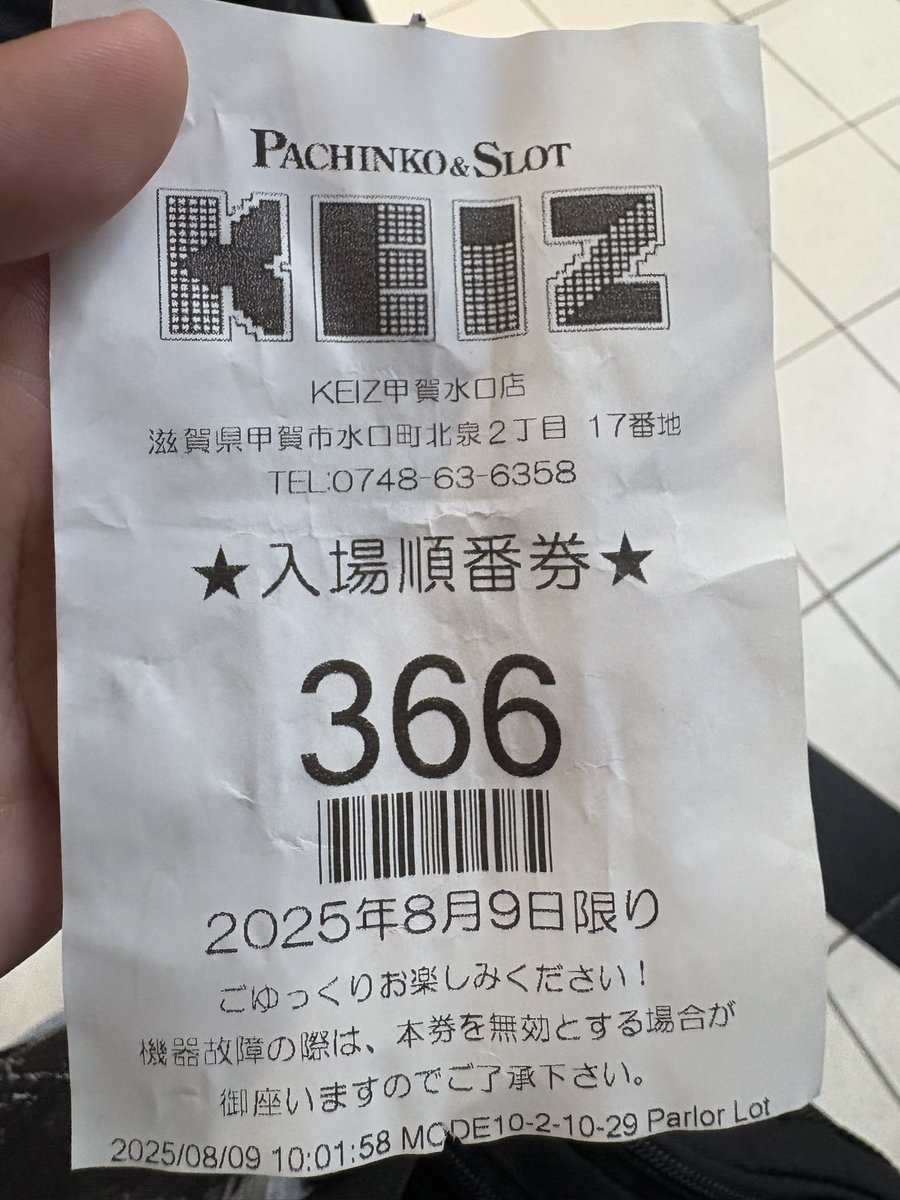 PACHINKO&SLOT
KEIZ
KEIZ甲賀水口店
滋賀県甲賀市水口町北泉2丁目 17番地
TEL:0748-63-6358
★入場順番券★
366
2025年8月9日限り
ごゆっくりお楽しみください!
機器故障の際は、本券を無効とする場合が
御座いますのでご了承下さい。
2025/08/09 10:01:58 MODE10-2-10-29 Parlor Lot